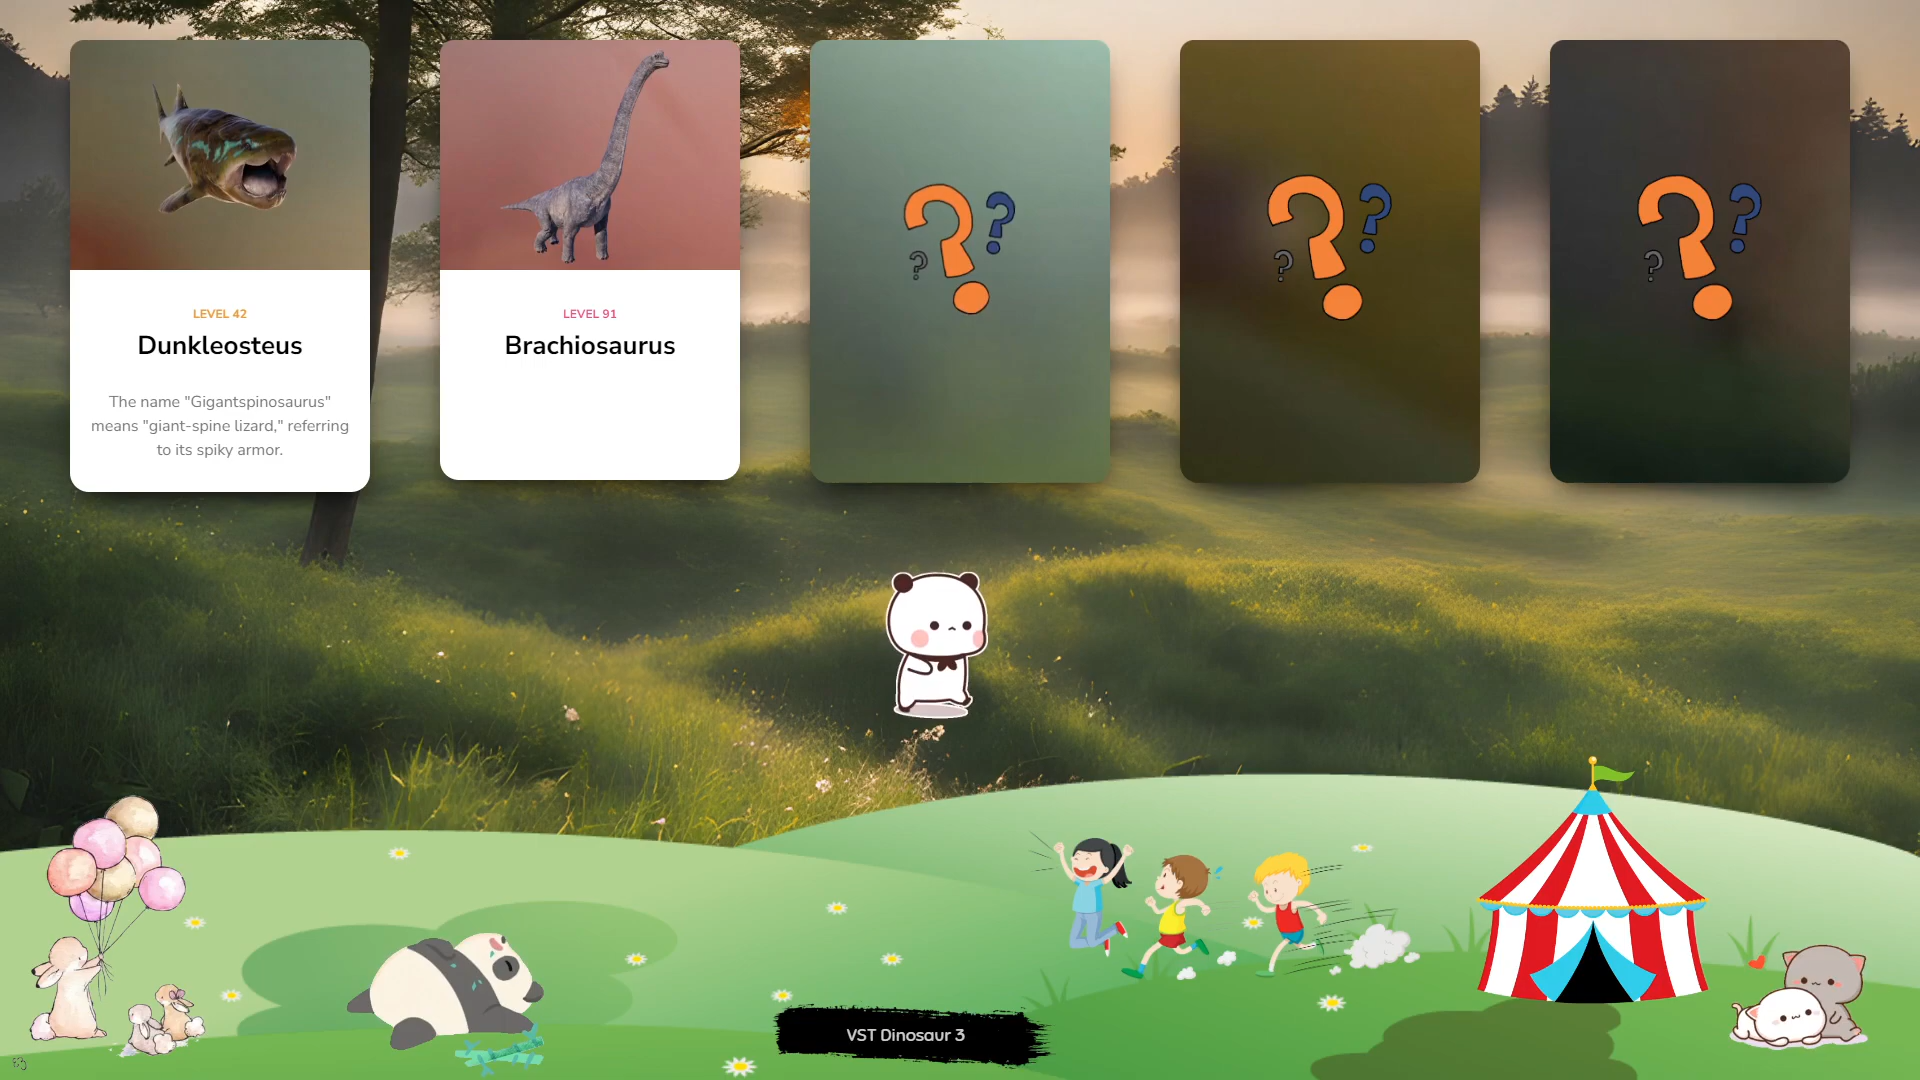 LEVEL 42
Dunkleosteus
The name "Gigantspinosaurus"
means "giant-spine lizard," referring
to its spiky armor.
LEVEL 91
Brachiosaurus
? ? ?
? ? ?
? ? ?
VST Dinosaur 3